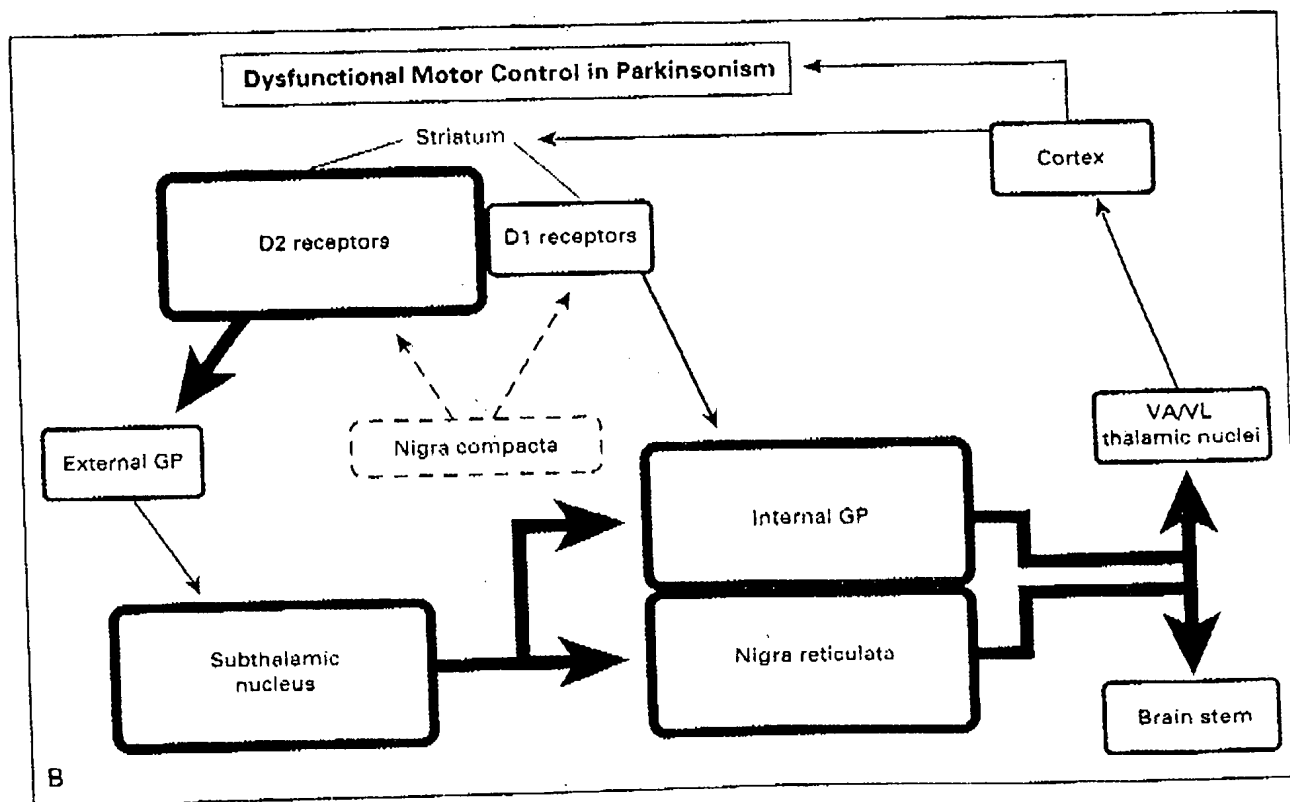 Dysfunctional Motor Control in Parkinsonism
Striatum
Cortex
D2 receptors
D1 receptors
Nigra compacta
External GP
VA/VL
thalamic nuclei
Internal GP
Subthalamic
nucleus
Nigra reticulata
Brain stem
B